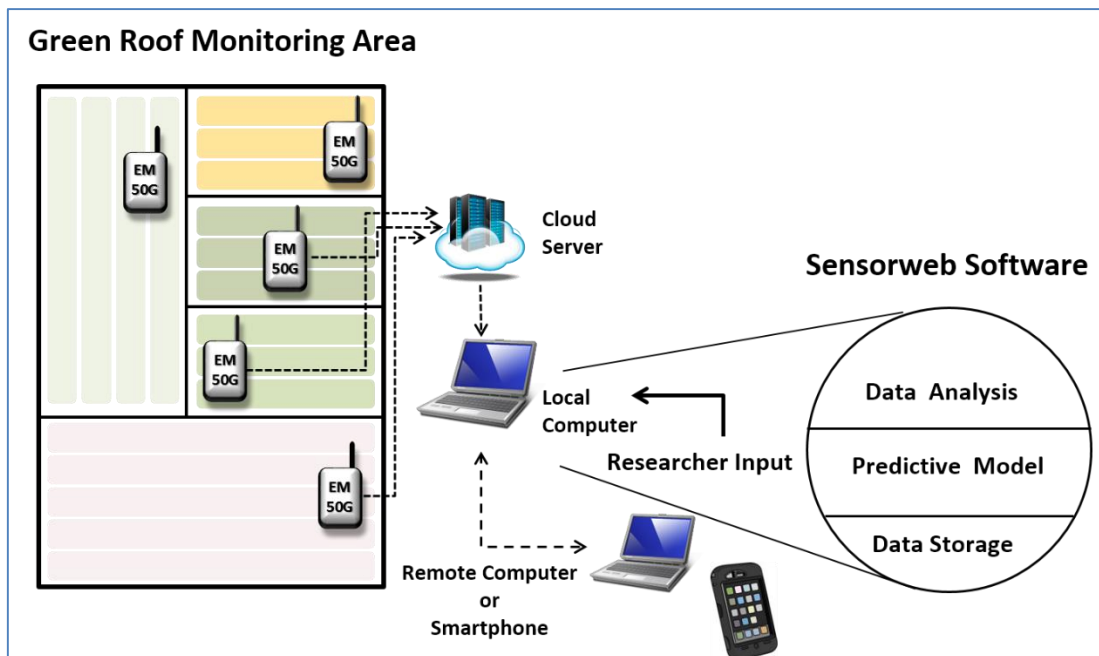 Green Roof Monitoring Area
EM
50G
EM
50G
EM
50G
EM
50G
EM
50G
Cloud
Server
Local
Computer
Researcher Input
Remote Computer
or
Smartphone
Sensorweb Software
Data Analysis
Predictive Model
Data Storage